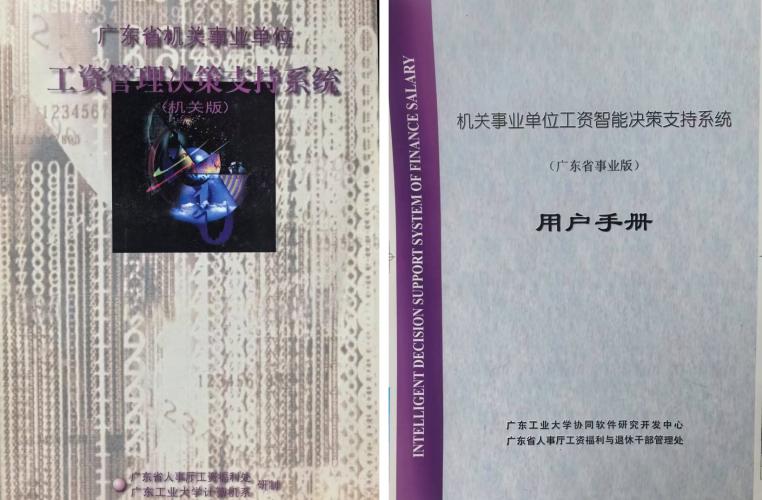 广东省机关事业单位
工资管理决策支持系统
(机关版)
广东省人事厅工资福利处
广东工业大学计算机系 研制
INTELLIGENT DECISION SUPPORT SYSTEM OF FINANCE SALARY
机关事业单位工资智能决策支持系统
(广东省事业版)
用户手册
广东工业大学协同软件研究开发中心
广东省人事厅工资福利与退休干部管理处